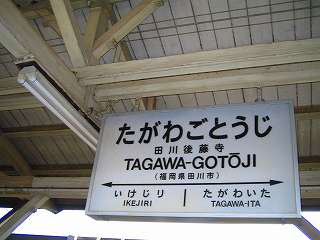 たがわごとうじ
田川後藤寺
TAGAWA-GOTŌJI
(福岡県田川市)
いけじり たがわいた
IKEJIRI TAGAWA-ITA